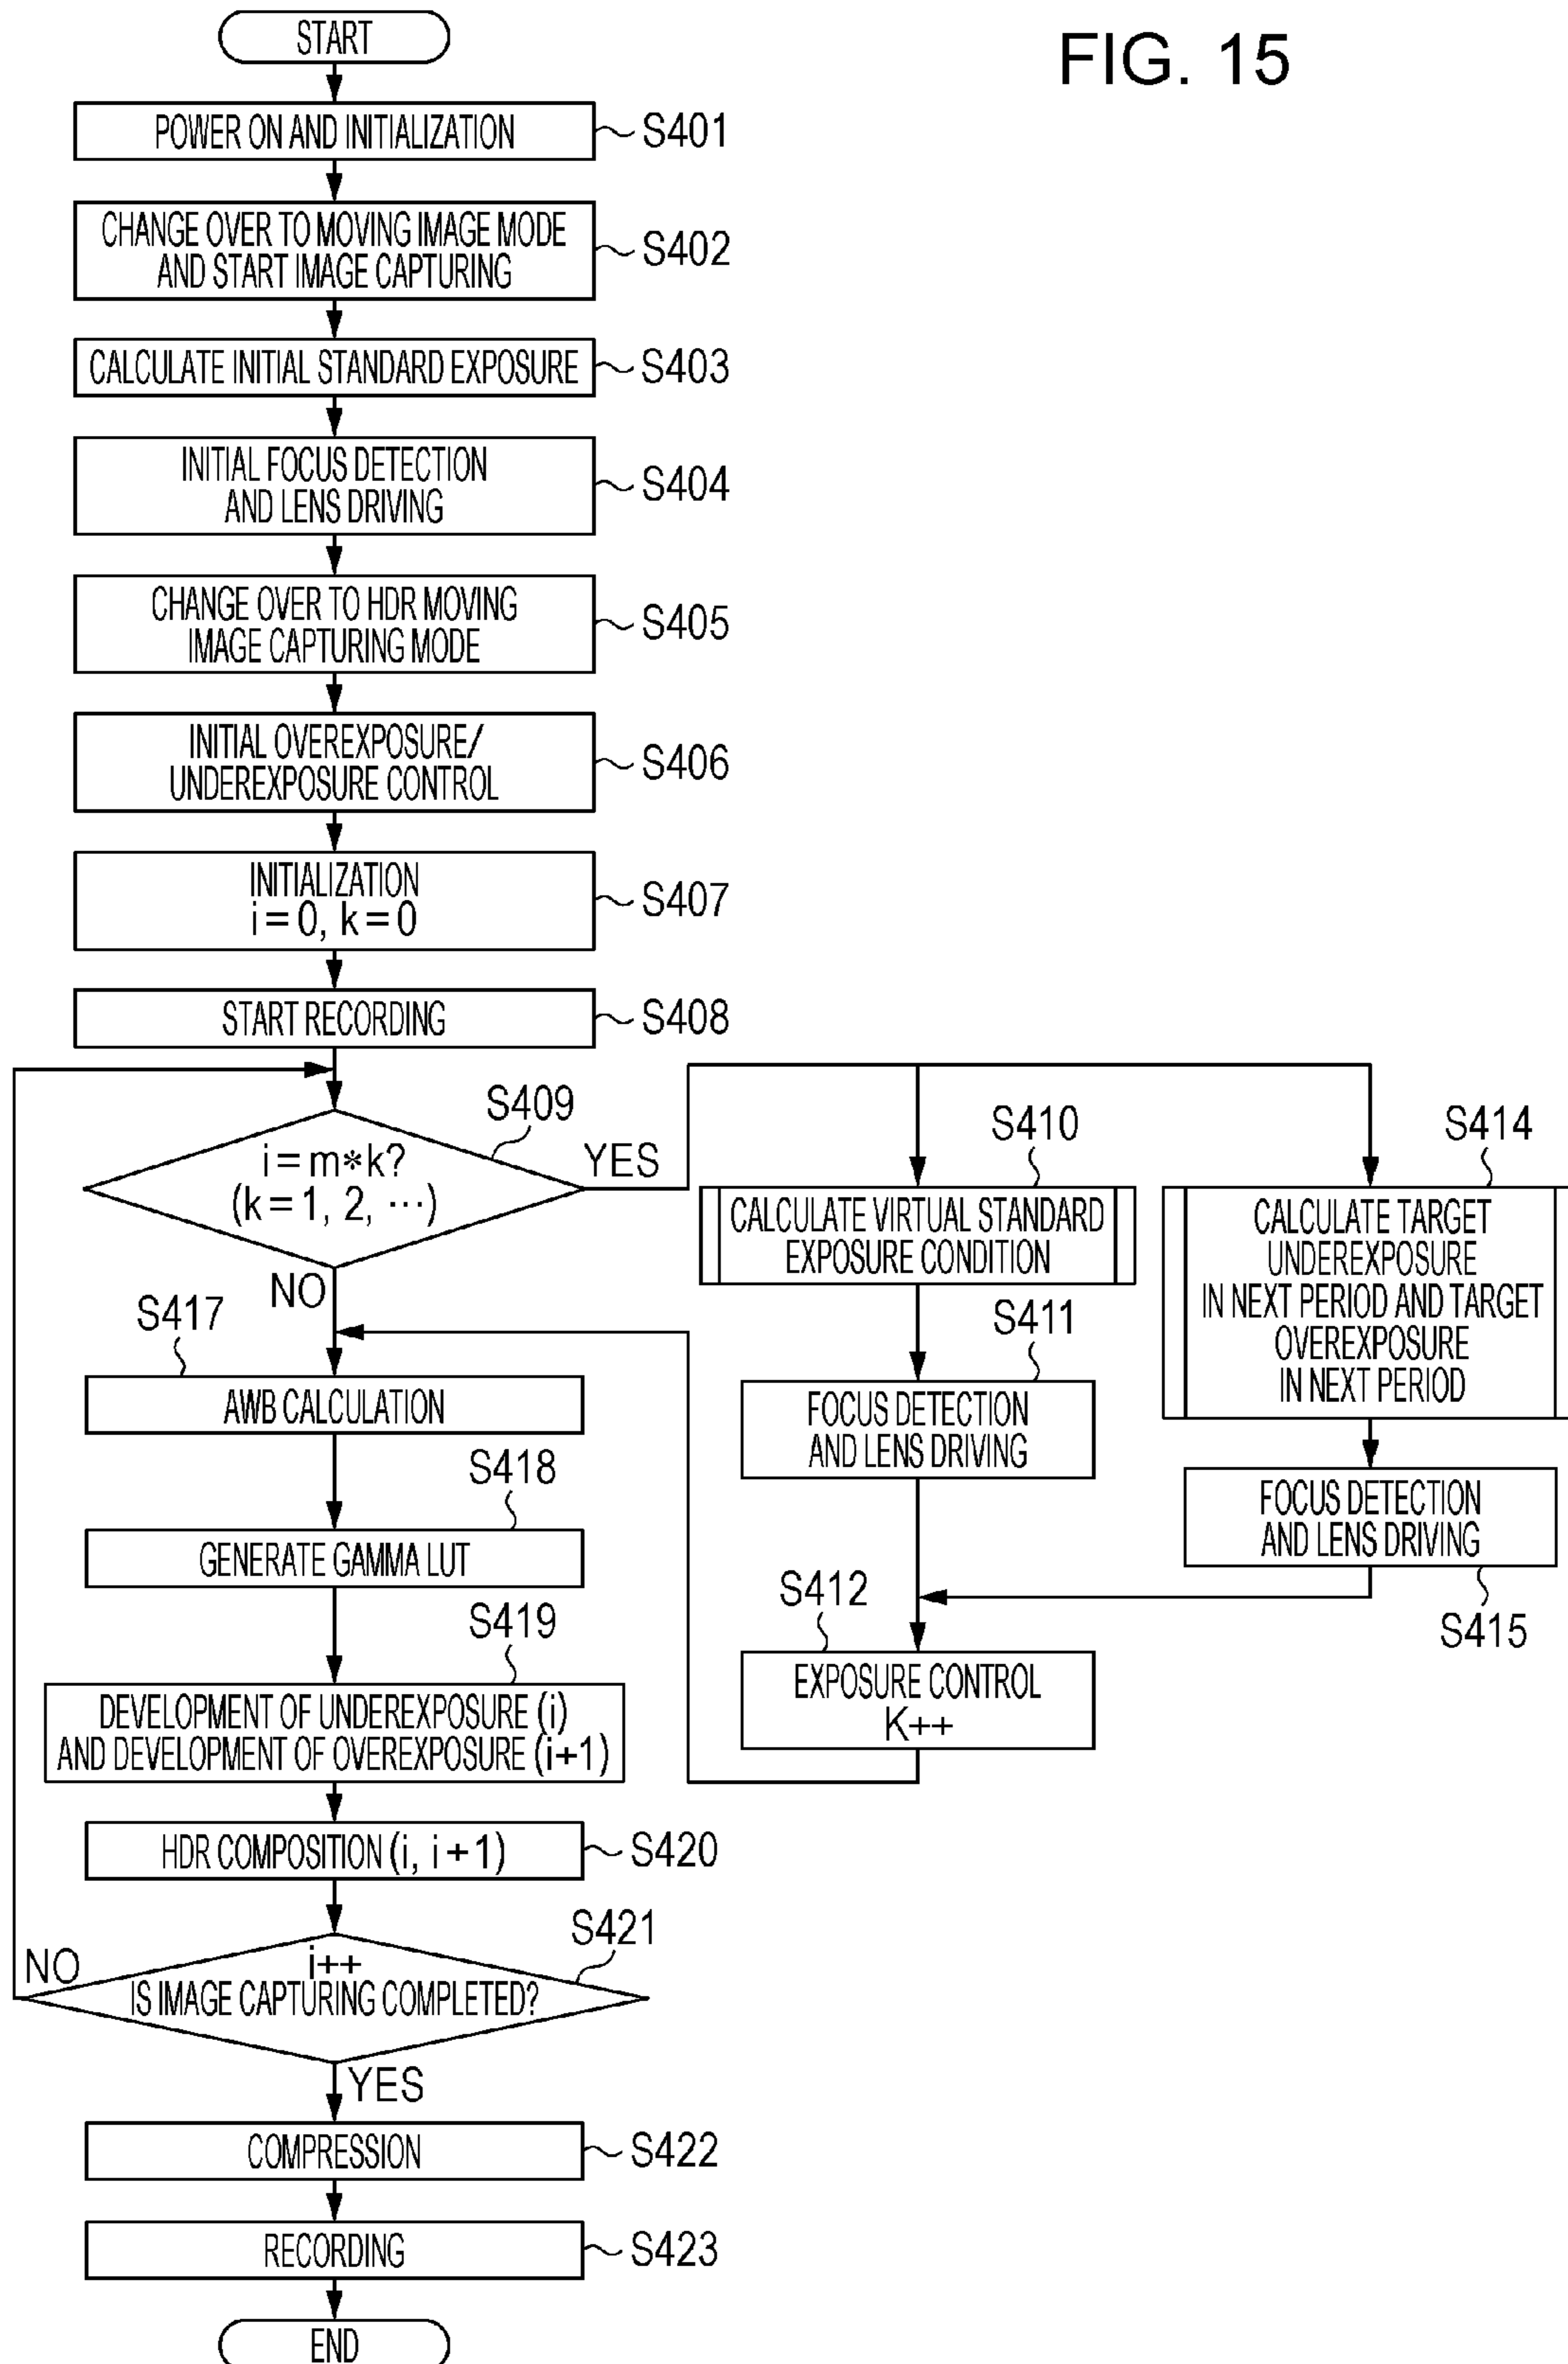 FIG. 15
START
POWER ON AND INITIALIZATION
S401
CHANGE OVER TO MOVING IMAGE MODE
AND START IMAGE CAPTURING
S402
CALCULATE INITIAL STANDARD EXPOSURE
S403
INITIAL FOCUS DETECTION
AND LENS DRIVING
S404
CHANGE OVER TO HDR MOVING
IMAGE CAPTURING MODE
S405
INITIAL OVEREXPOSURE/
UNDEREXPOSURE CONTROL
S406
INITIALIZATION
i = 0, k = 0
S407
START RECORDING
S408
S409
i = m*k?
(k = 1, 2, ⋯)
YES
NO
S410
CALCULATE VIRTUAL STANDARD
EXPOSURE CONDITION
S411
FOCUS DETECTION
AND LENS DRIVING
S412
EXPOSURE CONTROL
K++
S414
CALCULATE TARGET
UNDEREXPOSURE
IN NEXT PERIOD AND TARGET
OVEREXPOSURE
IN NEXT PERIOD
FOCUS DETECTION
AND LENS DRIVING
S415
S417
AWB CALCULATION
S418
GENERATE GAMMA LUT
S419
DEVELOPMENT OF UNDEREXPOSURE (i)
AND DEVELOPMENT OF OVEREXPOSURE (i+1)
HDR COMPOSITION (i, i+1)
S420
S421
i++
IS IMAGE CAPTURING COMPLETED?
NO
YES
COMPRESSION
S422
RECORDING
S423
END